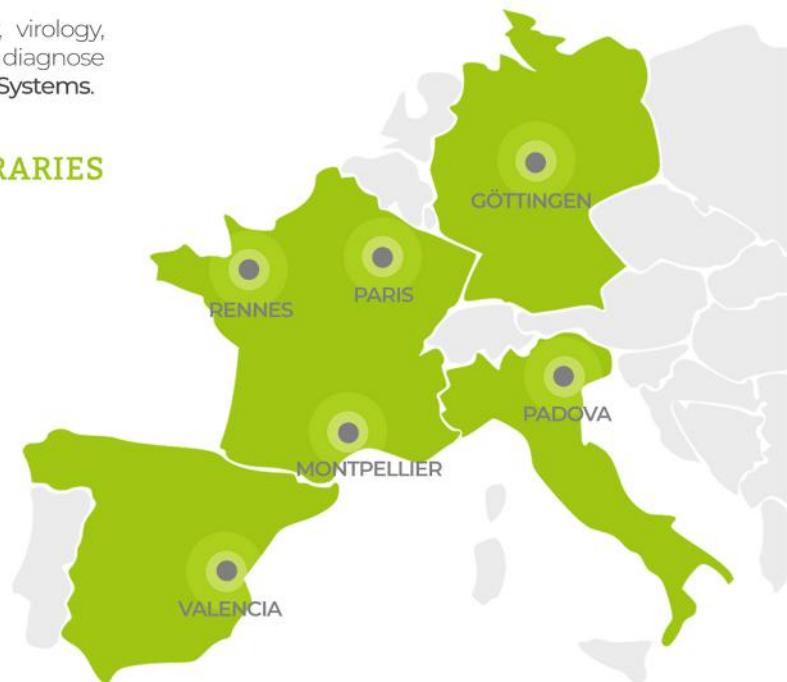 virology,
diagnose
Systems.
RARIES
GÖTTINGEN
RENNES
PARIS
PADOVA
MONTPELLIER
VALENCIA